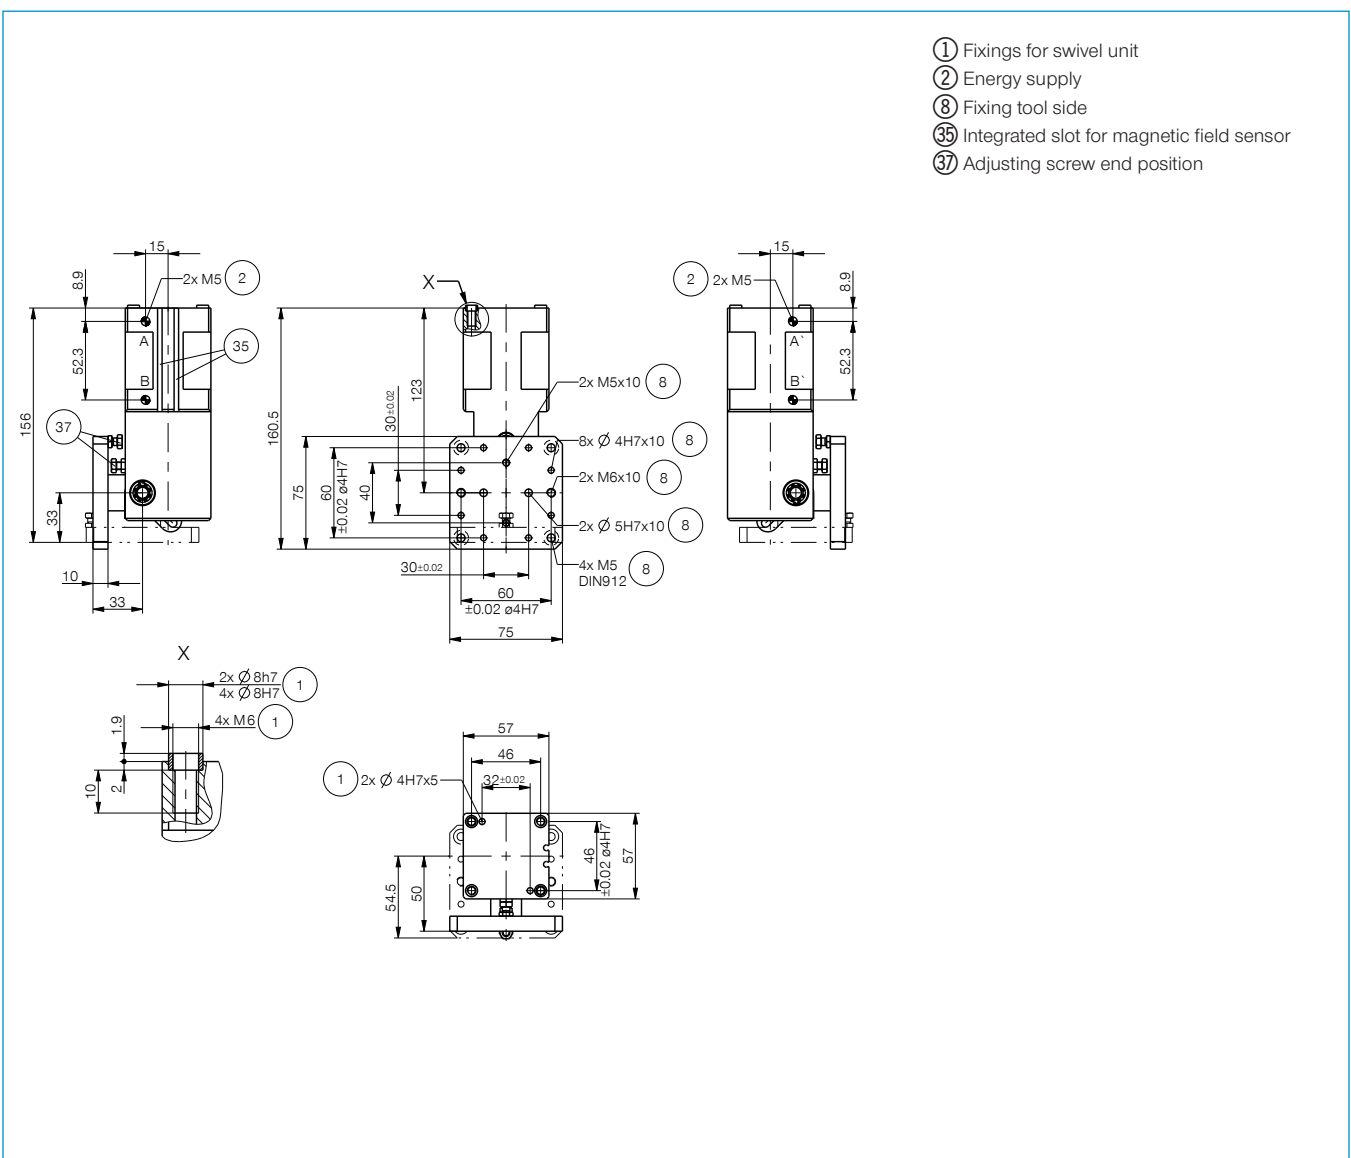 1 Fixings for swivel unit
2 Energy supply
8 Fixing tool side
35 Integrated slot for magnetic field sensor
37 Adjusting screw end position
15
8.9
2x M5 2
A
B
35
52.3
156
37
33
10
33
X
160.5
123
30±0.02
75
60
±0.02 ø4H7
40
2x M5x10 8
8x Ø 4H7x10 8
2x M6x10 8
2x Ø 5H7x10 8
4x M5 8
DIN912
30±0.02
60
±0.02 ø4H7
75
2 2x M5
15
8.9
A`
B`
52.3
X
2x Ø 8h7 1
4x Ø 8H7
4x M6 1
1.9
10
2
57
46
32±0.02
1 2x Ø 4H7x5
46
±0.02 ø4H7
57
54.5
50